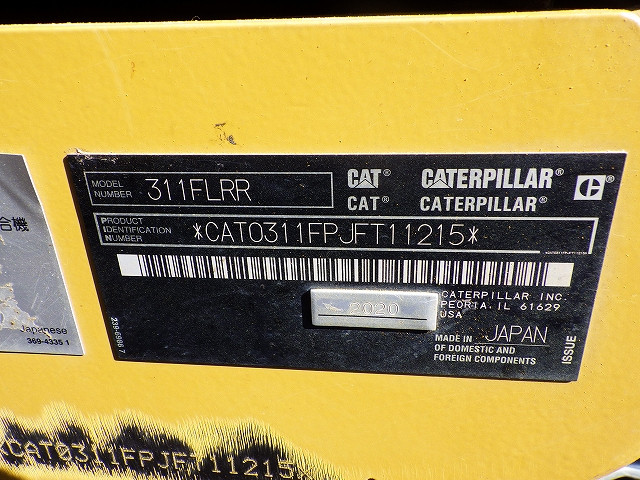 MODEL NUMBER 311FLRR
CAT® CATERPILLAR®
CAT® CATERPILLAR®
PRODUCT IDENTIFICATION NUMBER *CAT0311FPJFT11215*
2020
CATERPILLAR INC.
PEORIA, IL 61629
USA
MADE IN JAPAN
OF DOMESTIC AND
FOREIGN COMPONENTS
ISSUE
合機
Japanese
369-4335 1
CAT0311FPJFT11215*